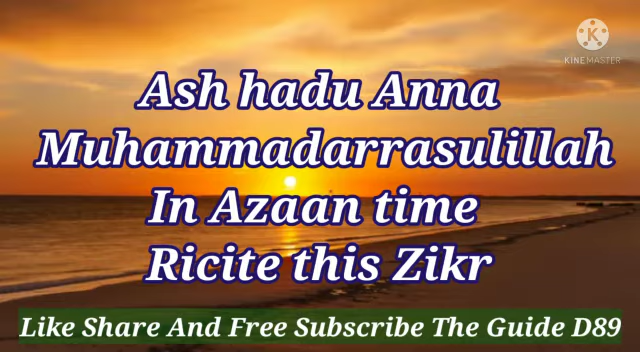 KINEMASTER
Ash hadu Anna
Muhammadarrasulillah
In Azaan time
Ricite this Zikr
Like Share And Free Subscribe The Guide D89